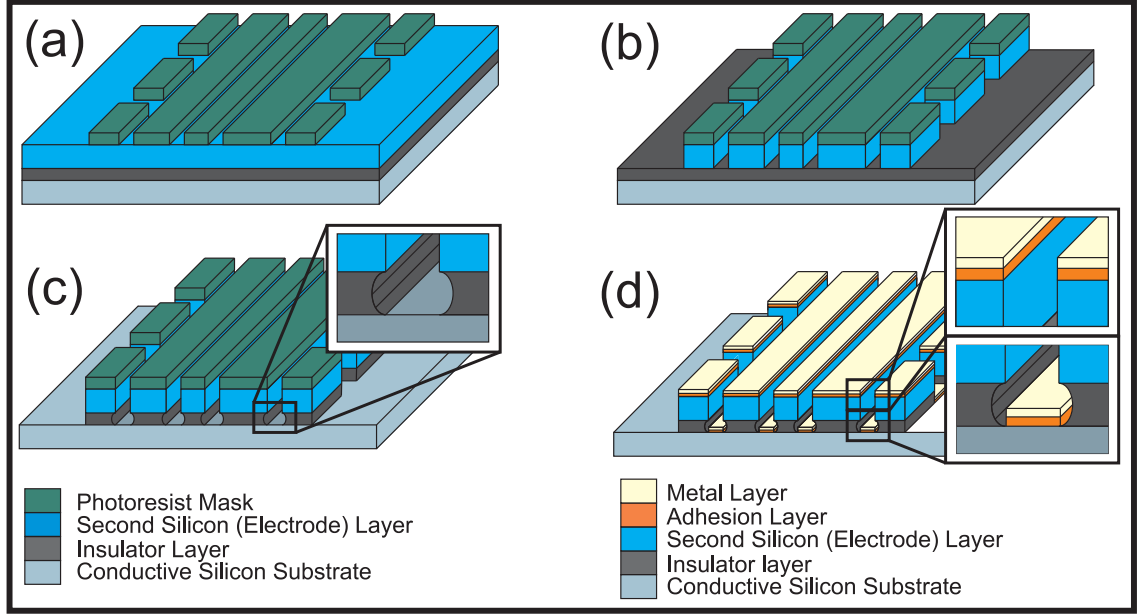 (a)
(b)
(c)
(d)
Photoresist Mask
Second Silicon (Electrode) Layer
Insulator Layer
Conductive Silicon Substrate
Metal Layer
Adhesion Layer
Second Silicon (Electrode) Layer
Insulator layer
Conductive Silicon Substrate